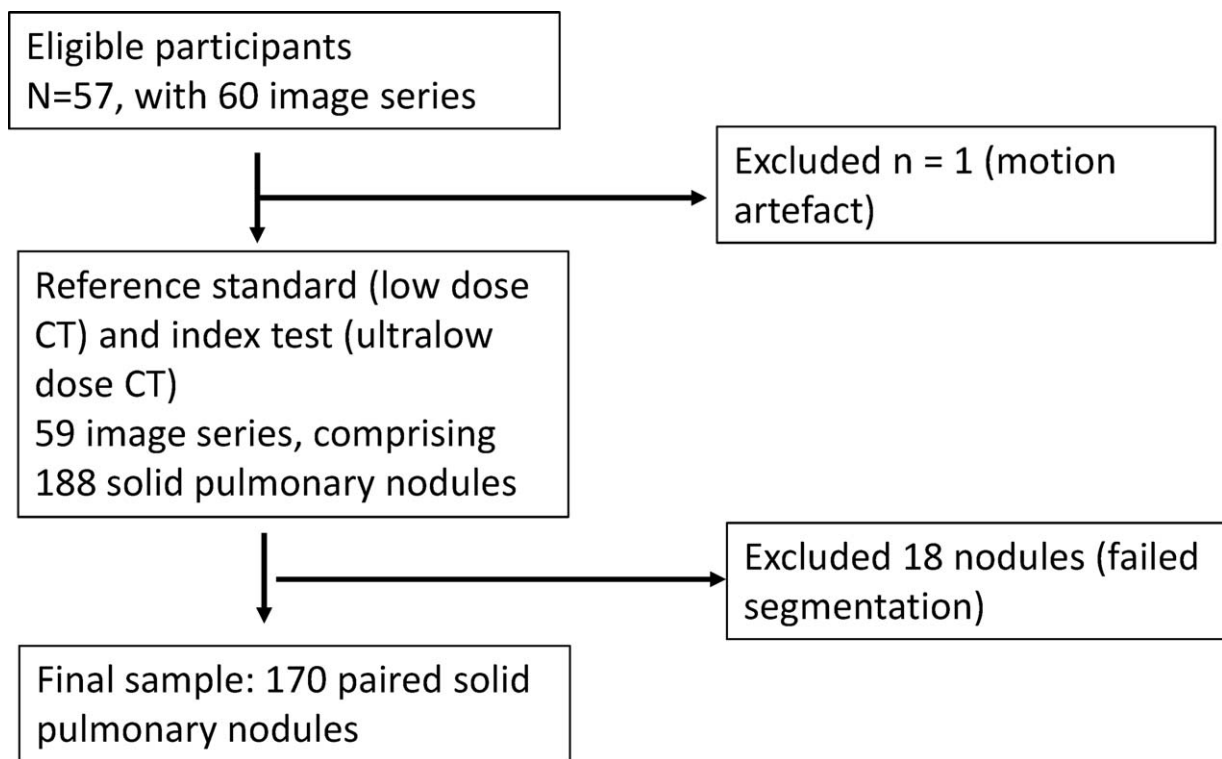 Eligible participants
N=57, with 60 image series
Excluded n = 1 (motion
artefact)
Reference standard (low dose
CT) and index test (ultralow
dose CT)
59 image series, comprising
188 solid pulmonary nodules
Excluded 18 nodules (failed
segmentation)
Final sample: 170 paired solid
pulmonary nodules